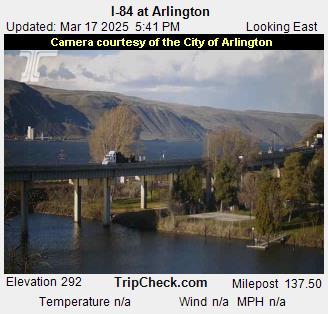 I-84 at Arlington
Updated: Mar 17 2025 5:41 PM Looking East
Camera courtesy of the City of Arlington
Elevation 292 TripCheck.com Milepost 137.50
Temperature n/a Wind n/a MPH n/a